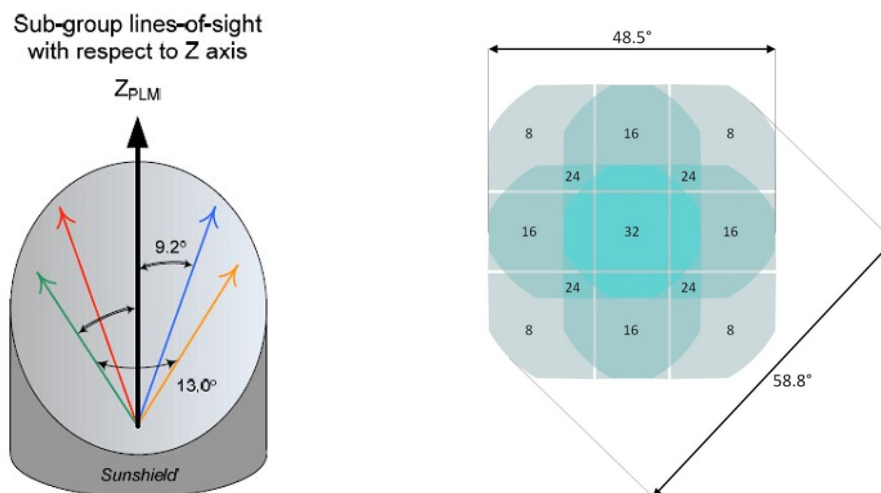 Sub-group lines-of-sight
with respect to Z axis
Z_PLM
9.2°
13,0°
Sunshield
48.5°
8 16 8
24 24
16 32 16
24 24
8 16 8
58.8°